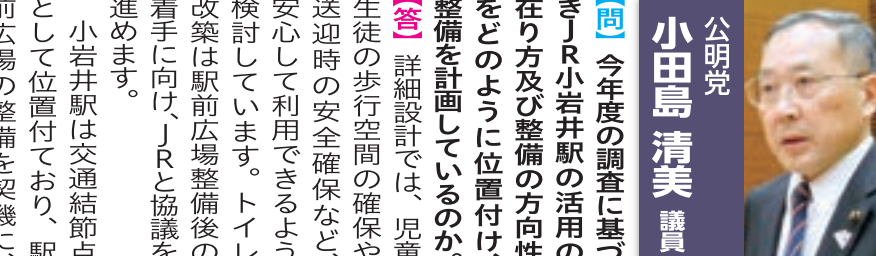 公明党
小田島 清美 議員
【問】 今年度の調査に基づ
きJR小岩井駅の活用の
在り方及び整備の方向性
をどのように位置付け、
整備を計画しているのか。
【答】 詳細設計では、児童
生徒の歩行空間の確保や
送迎時の安全確保など、
安心して利用できるよう
検討しています。トイレ
改築は駅前広場整備後の
着手に向け、JRと協議を
進めます。
小岩井駅は交通結節点
として位置付けており、駅
前広場の整備を契機に、